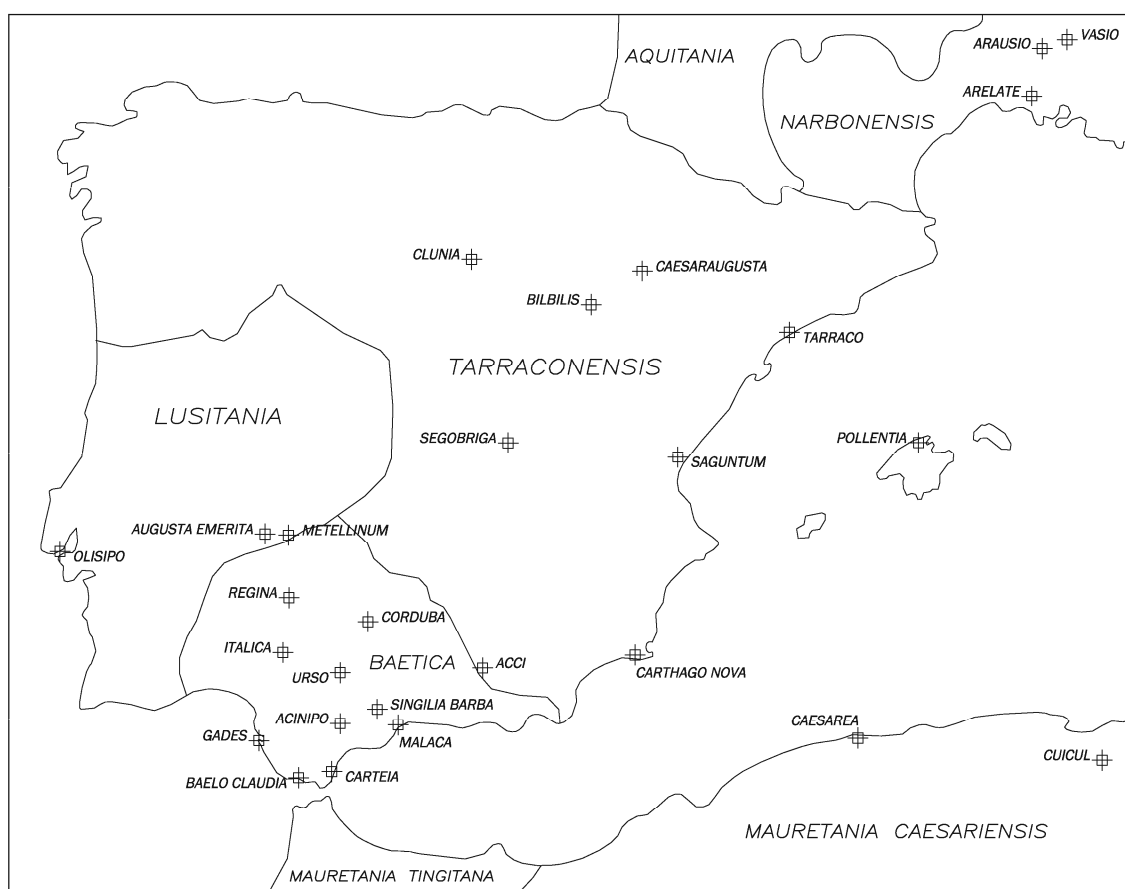 VASIO
ARAUSIO
AQUITANIA
ARELATE
NARBONENSIS
CLUNIA
CAESARAUGUSTA
BILBILIS
TARRACO
TARRACONENSIS
LUSITANIA
SEGOBRIGA
POLLENTIA
SAGUNTUM
AUGUSTA EMERITA
METELLINUM
OLISIPO
REGINA
CORDUBA
ITALICA
BAETICA
ACCI
URSO
CARTHAGO NOVA
SINGILIA BARBA
ACINIPO
CAESAREA
GADES
MALACA
CUICUL
BAELO CLAUDIA
CARTEIA
MAURETANIA CAESARIENSIS
MAURETANIA TINGITANA